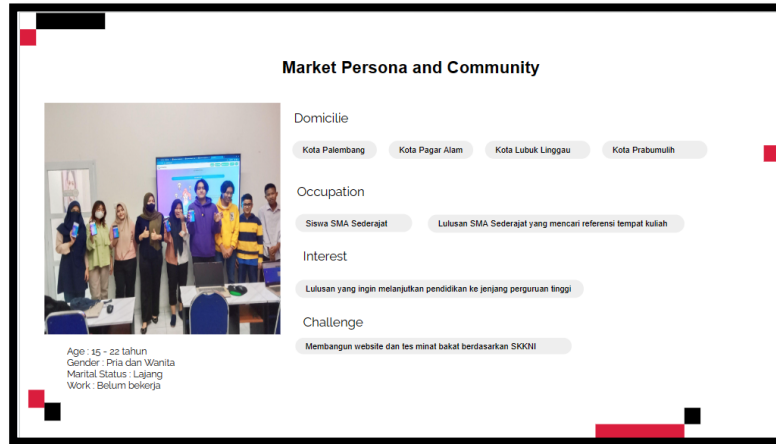 Market Persona and Community
Domicilie
Kota Palembang
Kota Pagar Alam
Kota Lubuk Linggau
Kota Prabumulih
Occupation
Siswa SMA Sederajat
Lulusan SMA Sederajat yang mencari referensi tempat kuliah
Interest
Lulusan yang ingin melanjutkan pendidikan ke jenjang perguruan tinggi
Challenge
Membangun website dan tes minat bakat berdasarkan SKKNI
Age : 15 - 22 tahun
Gender : Pria dan Wanita
Marital Status : Lajang
Work : Belum bekerja